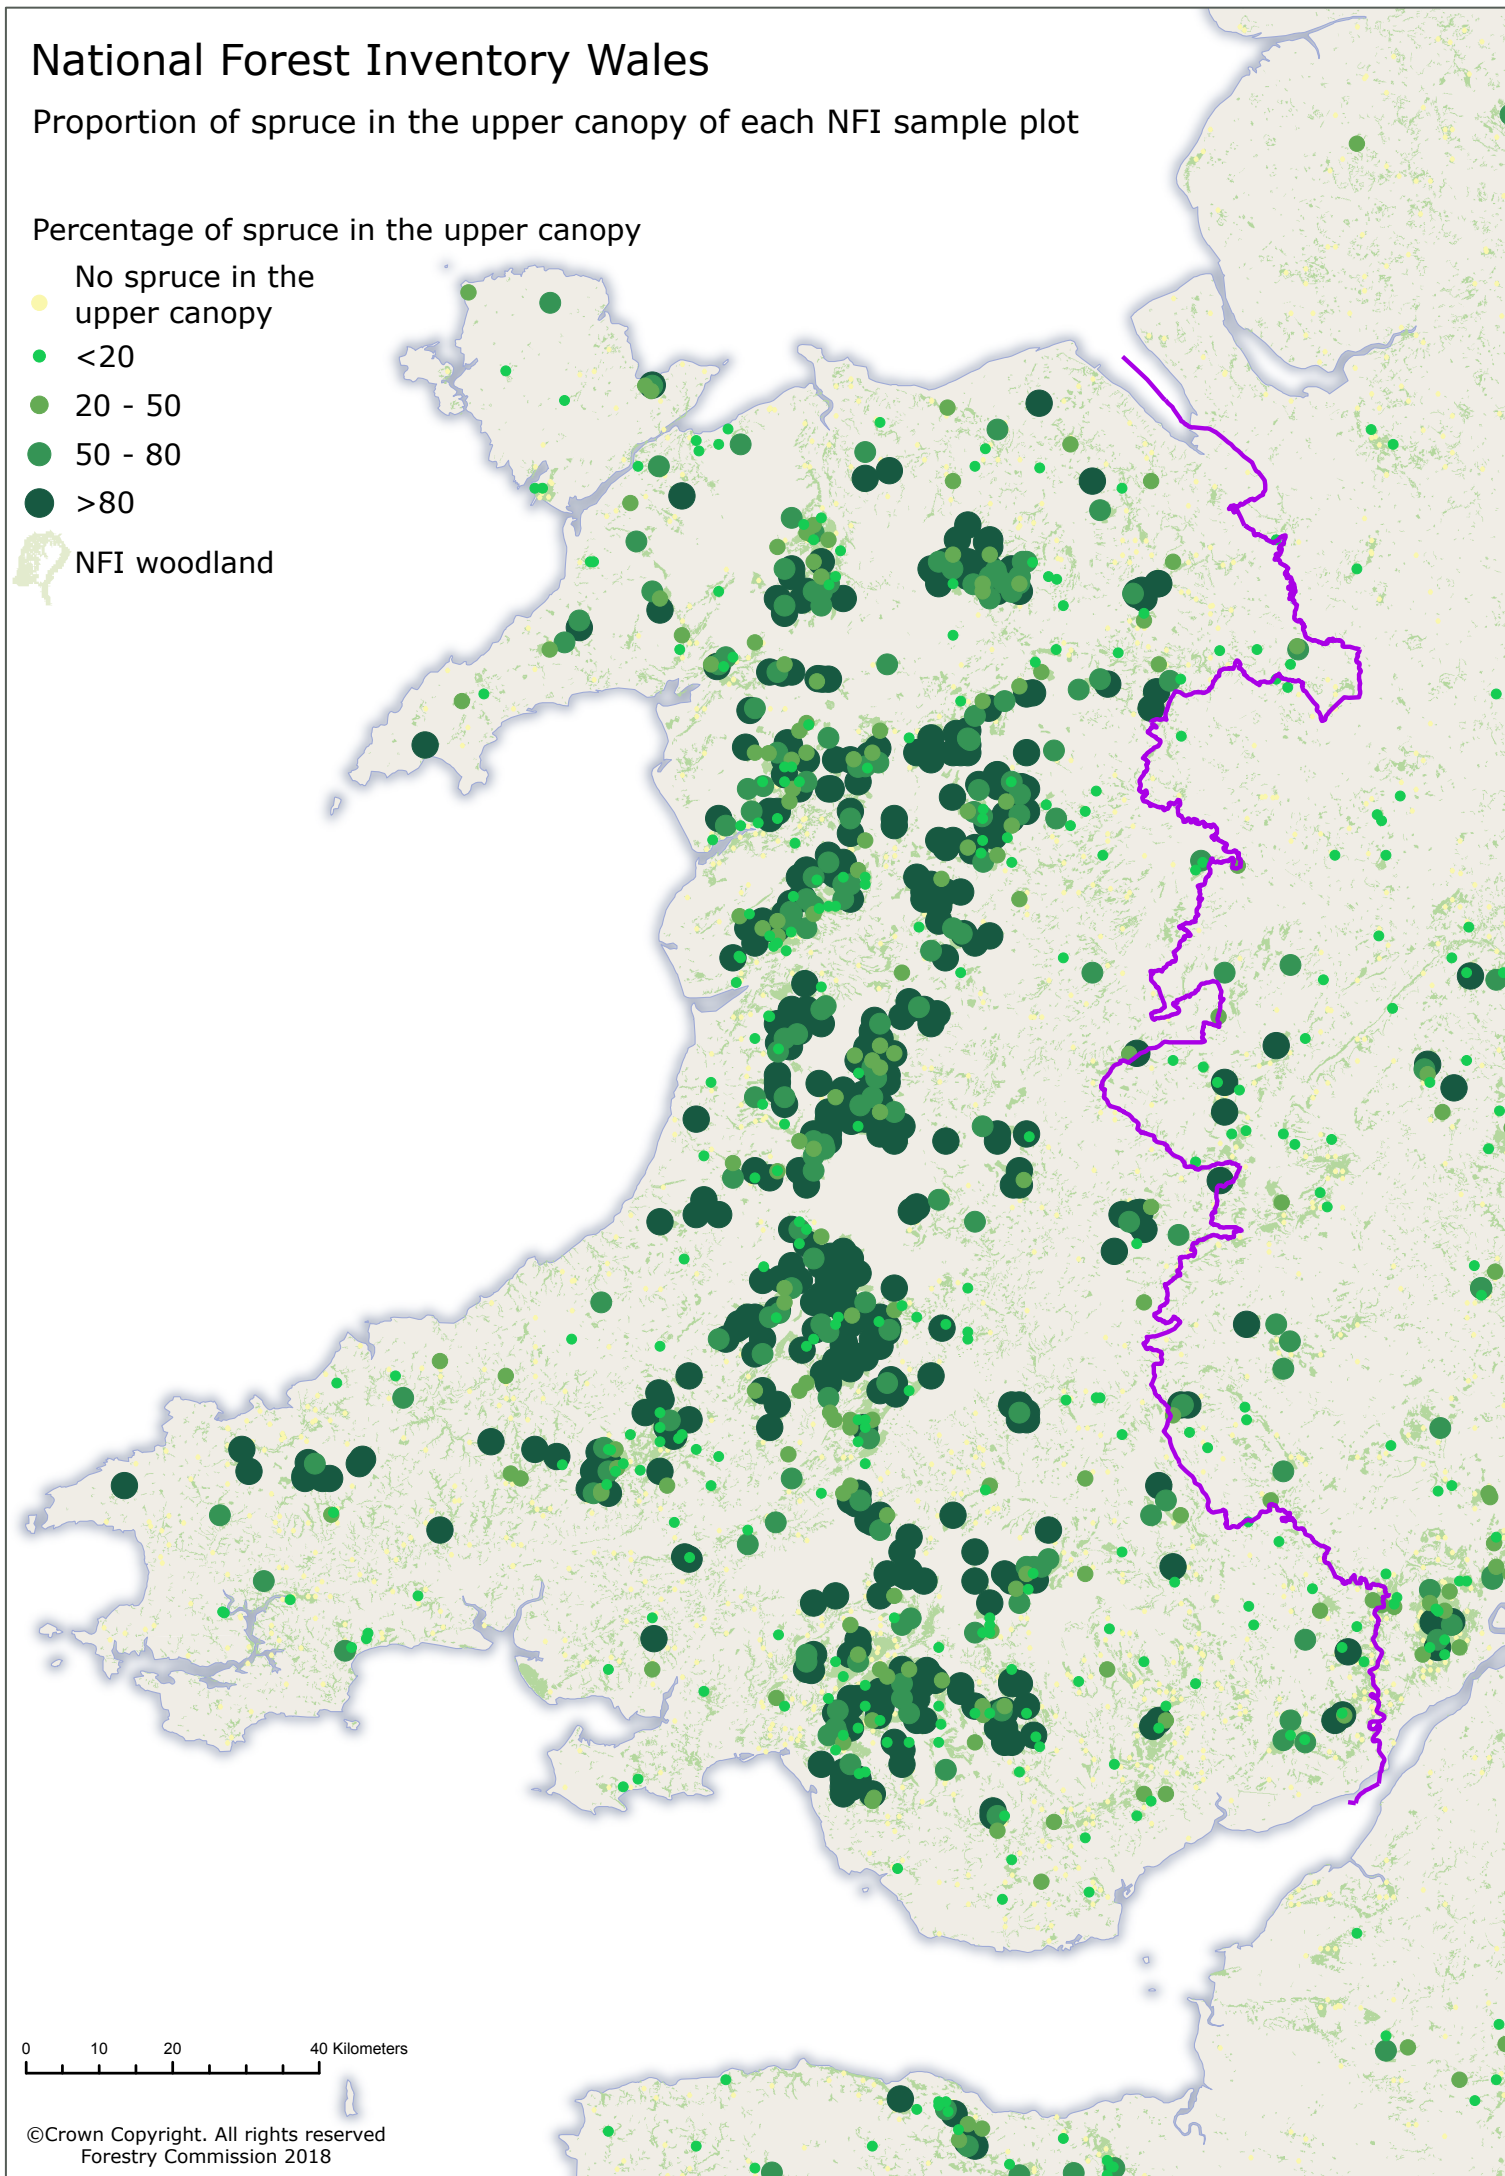 National Forest Inventory Wales
Proportion of spruce in the upper canopy of each NFI sample plot
Percentage of spruce in the upper canopy
No spruce in the
upper canopy
<20
20 - 50
50 - 80
>80
NFI woodland
0 10 20 40 Kilometers
©Crown Copyright. All rights reserved
Forestry Commission 2018